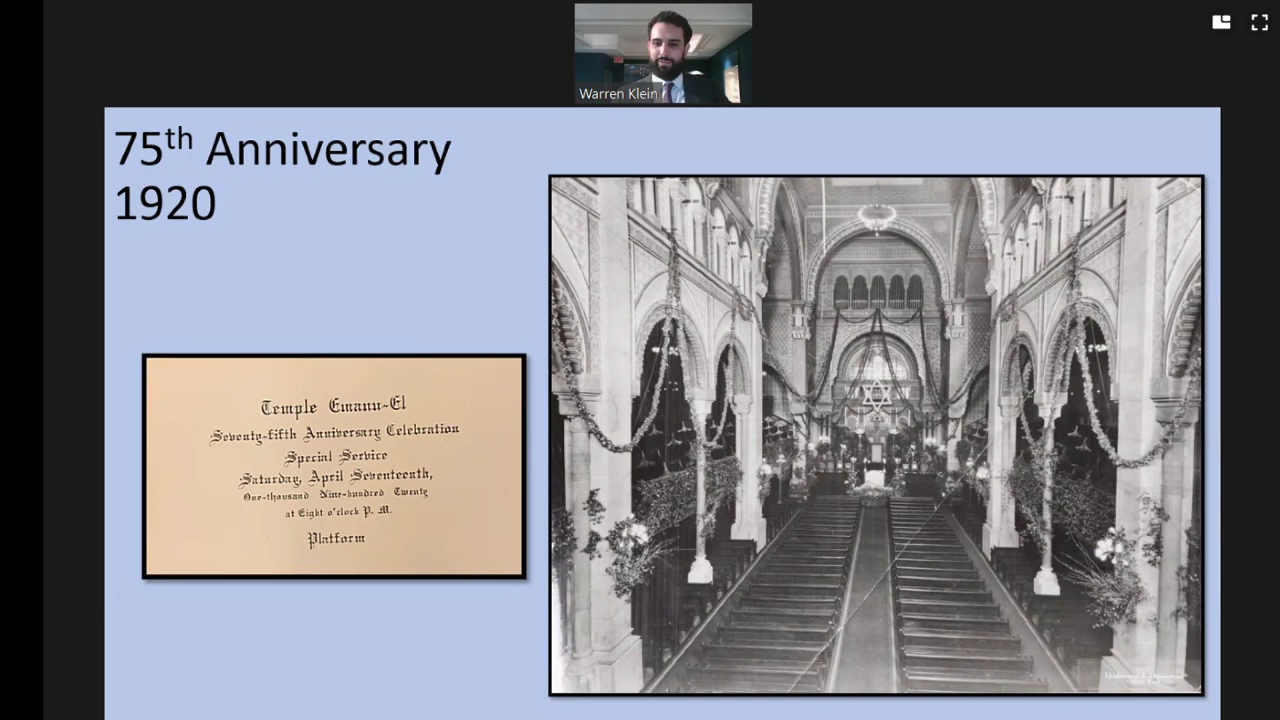 Warren Klein
75th Anniversary
1920
Temple Emanu-El
Seventy-fifth Anniversary Celebration
Special Service
Saturday, April Seventeenth,
One-thousand Nine-hundred Twenty
at Eight o'clock P. M.
Platform